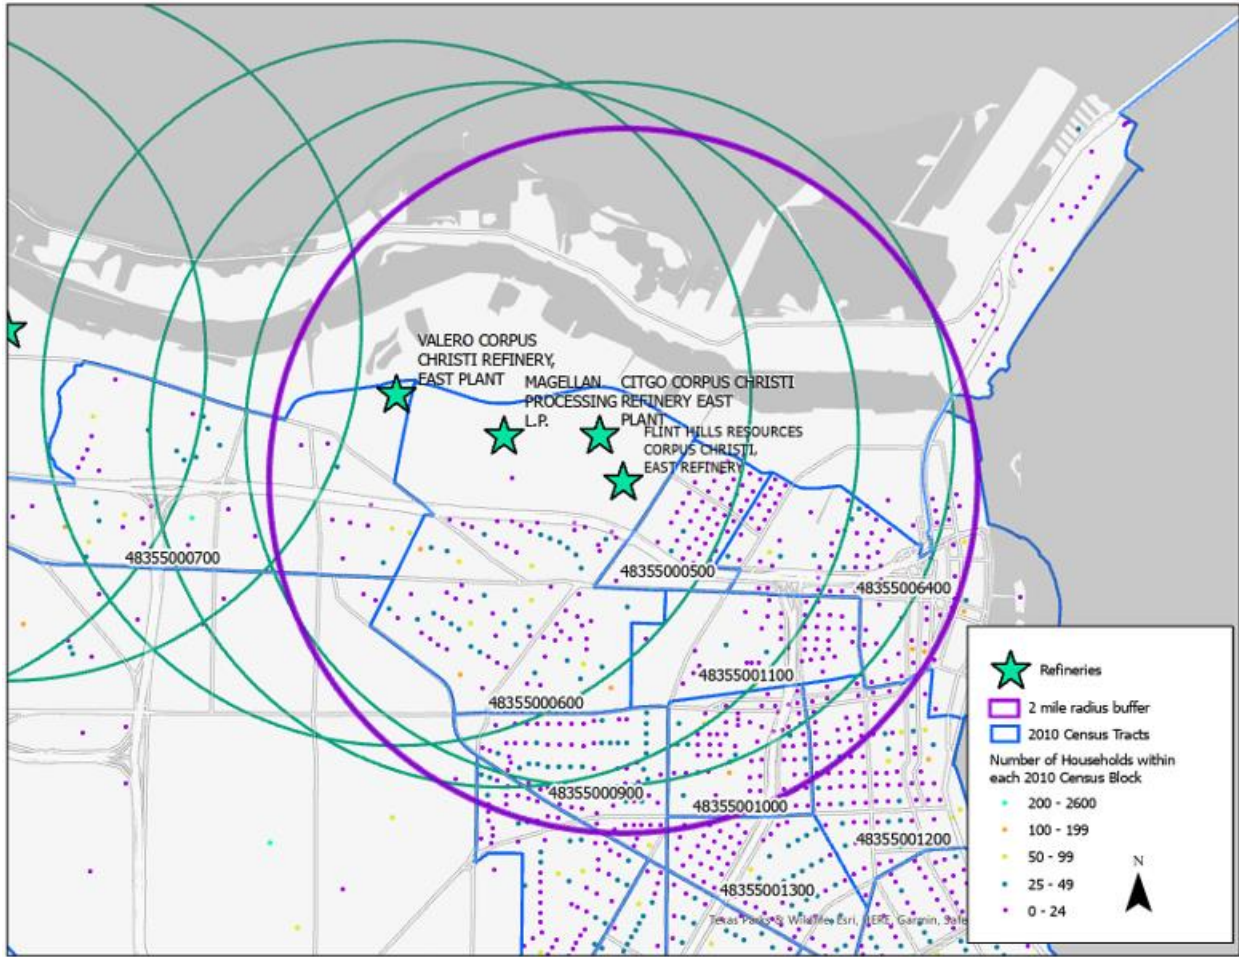 VALERO CORPUS
CHRISTI REFINERY,
EAST PLANT
MAGELLAN
PROCESSING
L.P.
CITGO CORPUS CHRISTI
REFINERY EAST
PLANT
FLINT HILLS RESOURCES
CORPUS CHRISTI,
EAST REFINERY
48355000700
48355000500
48355006400
48355001100
48355000600
48355000900
48355001000
48355001200
48355001300
Texas Parks & Wildlife, Esri, HERE, Garmin, Safe
Refineries
2 mile radius buffer
2010 Census Tracts
Number of Households within
each 2010 Census Block
200 - 2600
100 - 199
50 - 99
25 - 49
0 - 24
N